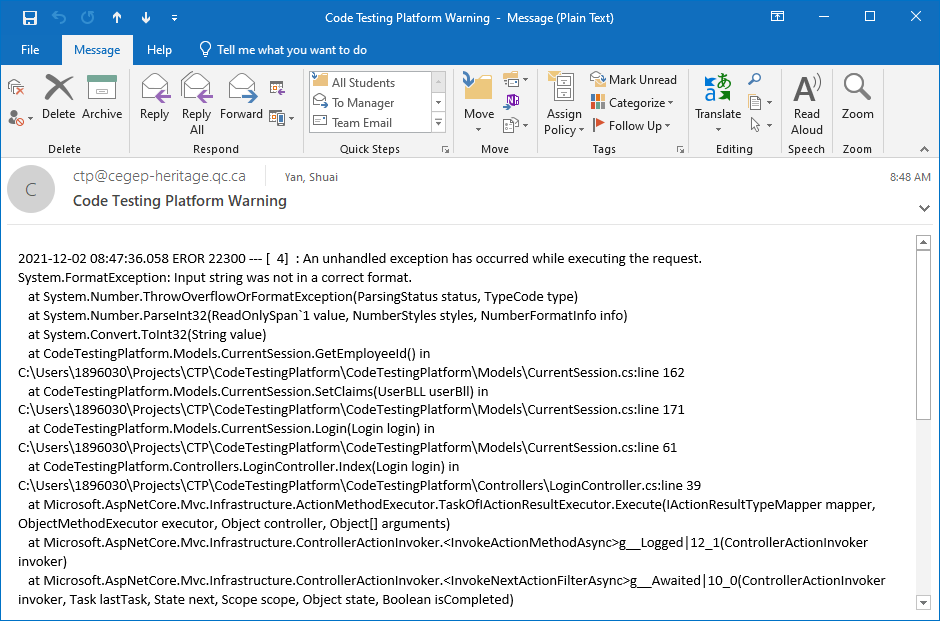 Code Testing Platform Warning - Message (Plain Text)
File Message Help Tell me what you want to do
Delete Archive
Delete
Reply Reply All Forward
Respond
All Students
To Manager
Team Email
Quick Steps
Move
Move
Assign Policy
Mark Unread
Categorize
Follow Up
Tags
Translate
Editing
Read Aloud
Speech
Zoom
Zoom
C
ctp@cegep-heritage.qc.ca Yan, Shuai 8:48 AM
Code Testing Platform Warning
2021-12-02 08:47:36.058 EROR 22300 --- [ 4] : An unhandled exception has occurred while executing the request.
System.FormatException: Input string was not in a correct format.
at System.Number.ThrowOverflowOrFormatException(ParsingStatus status, TypeCode type)
at System.Number.ParseInt32(ReadOnlySpan`1 value, NumberStyles styles, NumberFormatInfo info)
at System.Convert.ToInt32(String value)
at CodeTestingPlatform.Models.CurrentSession.GetEmployeeId() in
C:\Users\1896030\Projects\CTP\CodeTestingPlatform\CodeTestingPlatform\Models\CurrentSession.cs:line 162
at CodeTestingPlatform.Models.CurrentSession.SetClaims(UserBLL userBll) in
C:\Users\1896030\Projects\CTP\CodeTestingPlatform\CodeTestingPlatform\Models\CurrentSession.cs:line 171
at CodeTestingPlatform.Models.CurrentSession.Login(Login login) in
C:\Users\1896030\Projects\CTP\CodeTestingPlatform\CodeTestingPlatform\Models\CurrentSession.cs:line 61
at CodeTestingPlatform.Controllers.LoginController.Index(Login login) in
C:\Users\1896030\Projects\CTP\CodeTestingPlatform\CodeTestingPlatform\Controllers\LoginController.cs:line 39
at Microsoft.AspNetCore.Mvc.Infrastructure.ActionMethodExecutor.TaskOfIActionResultExecutor.Execute(IActionResultTypeMapper mapper,
ObjectMethodExecutor executor, Object controller, Object[] arguments)
at Microsoft.AspNetCore.Mvc.Infrastructure.ControllerActionInvoker.<InvokeActionMethodAsync>g__Logged|12_1(ControllerActionInvoker
invoker)
at Microsoft.AspNetCore.Mvc.Infrastructure.ControllerActionInvoker.<InvokeNextActionFilterAsync>g__Awaited|10_0(ControllerActionInvoker
invoker, Task lastTask, State next, Scope scope, Object state, Boolean isCompleted)